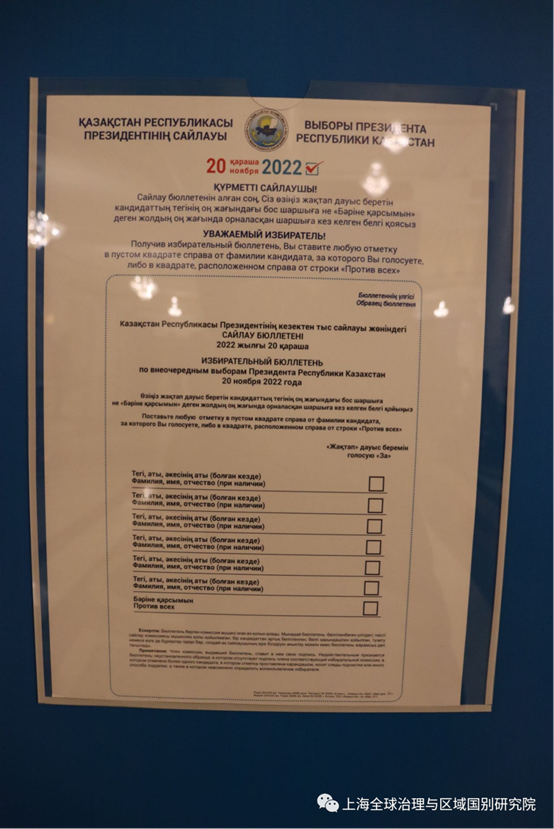 ҚАЗАҚСТАН РЕСПУБЛИКАСЫ
ПРЕЗИДЕНТІНІҢ САЙЛАУЫ
ВЫБОРЫ ПРЕЗИДЕНТА
РЕСПУБЛИКИ КАЗАХСТАН
20 қараша
ноября 2022
ҚҰРМЕТТІ САЙЛАУШЫ!
Сайлау бюллетенін алған соң, Сіз өзіңіз жақтап дауыс беретін
кандидаттың тегінің оң жағындағы бос шаршыға не «Бәріне қарсымын»
деген жолдың оң жағында орналасқан шаршыға кез келген белгі қоясыз
УВАЖАЕМЫЙ ИЗБИРАТЕЛЬ!
Получив избирательный бюллетень, Вы ставите любую отметку
в пустом квадрате справа от фамилии кандидата, за которого Вы голосуете,
либо в квадрате, расположенном справа от строки «Против всех»
Бюллетеннің үлгісі
Образец бюллетеня
Қазақстан Республикасы Президентінің кезектен тыс сайлауы жөніндегі
САЙЛАУ БЮЛЛЕТЕНІ
2022 жылғы 20 қараша
ИЗБИРАТЕЛЬНЫЙ БЮЛЛЕТЕНЬ
по внеочередным выборам Президента Республики Казахстан
20 ноября 2022 года
Өзіңіз жақтап дауыс беретін кандидаттың тегінің оң жағындағы бос шаршыға
не «Бәріне қарсымын» деген жолдың оң жағында орналасқан шаршыға кез келген белгі қойыңыз
Поставьте любую отметку в пустом квадрате справа от фамилии кандидата,
за которого Вы голосуете, либо в квадрате, расположенном справа от строки «Против всех»
«Жақтап» дауыс беремін
голосую «За»
Тегі, аты, әкесінің аты (болған кезде)
Фамилия, имя, отчество (при наличии)
Тегі, аты, әкесінің аты (болған кезде)
Фамилия, имя, отчество (при наличии)
Тегі, аты, әкесінің аты (болған кезде)
Фамилия, имя, отчество (при наличии)
Тегі, аты, әкесінің аты (болған кезде)
Фамилия, имя, отчество (при наличии)
Тегі, аты, әкесінің аты (болған кезде)
Фамилия, имя, отчество (при наличии)
Тегі, аты, әкесінің аты (болған кезде)
Фамилия, имя, отчество (при наличии)
Бәріне қарсымын
Против всех
上海全球治理与区域国别研究院